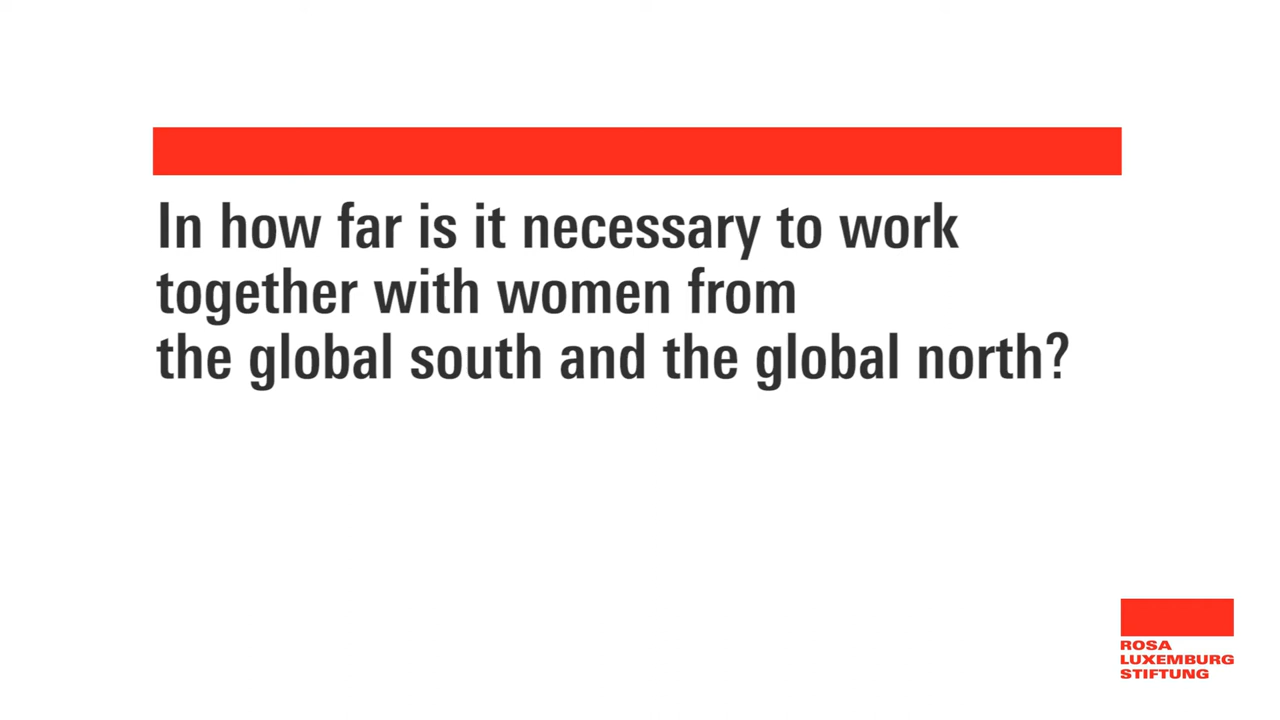 In how far is it necessary to work
together with women from
the global south and the global north?
ROSA
LUXEMBURG
STIFTUNG